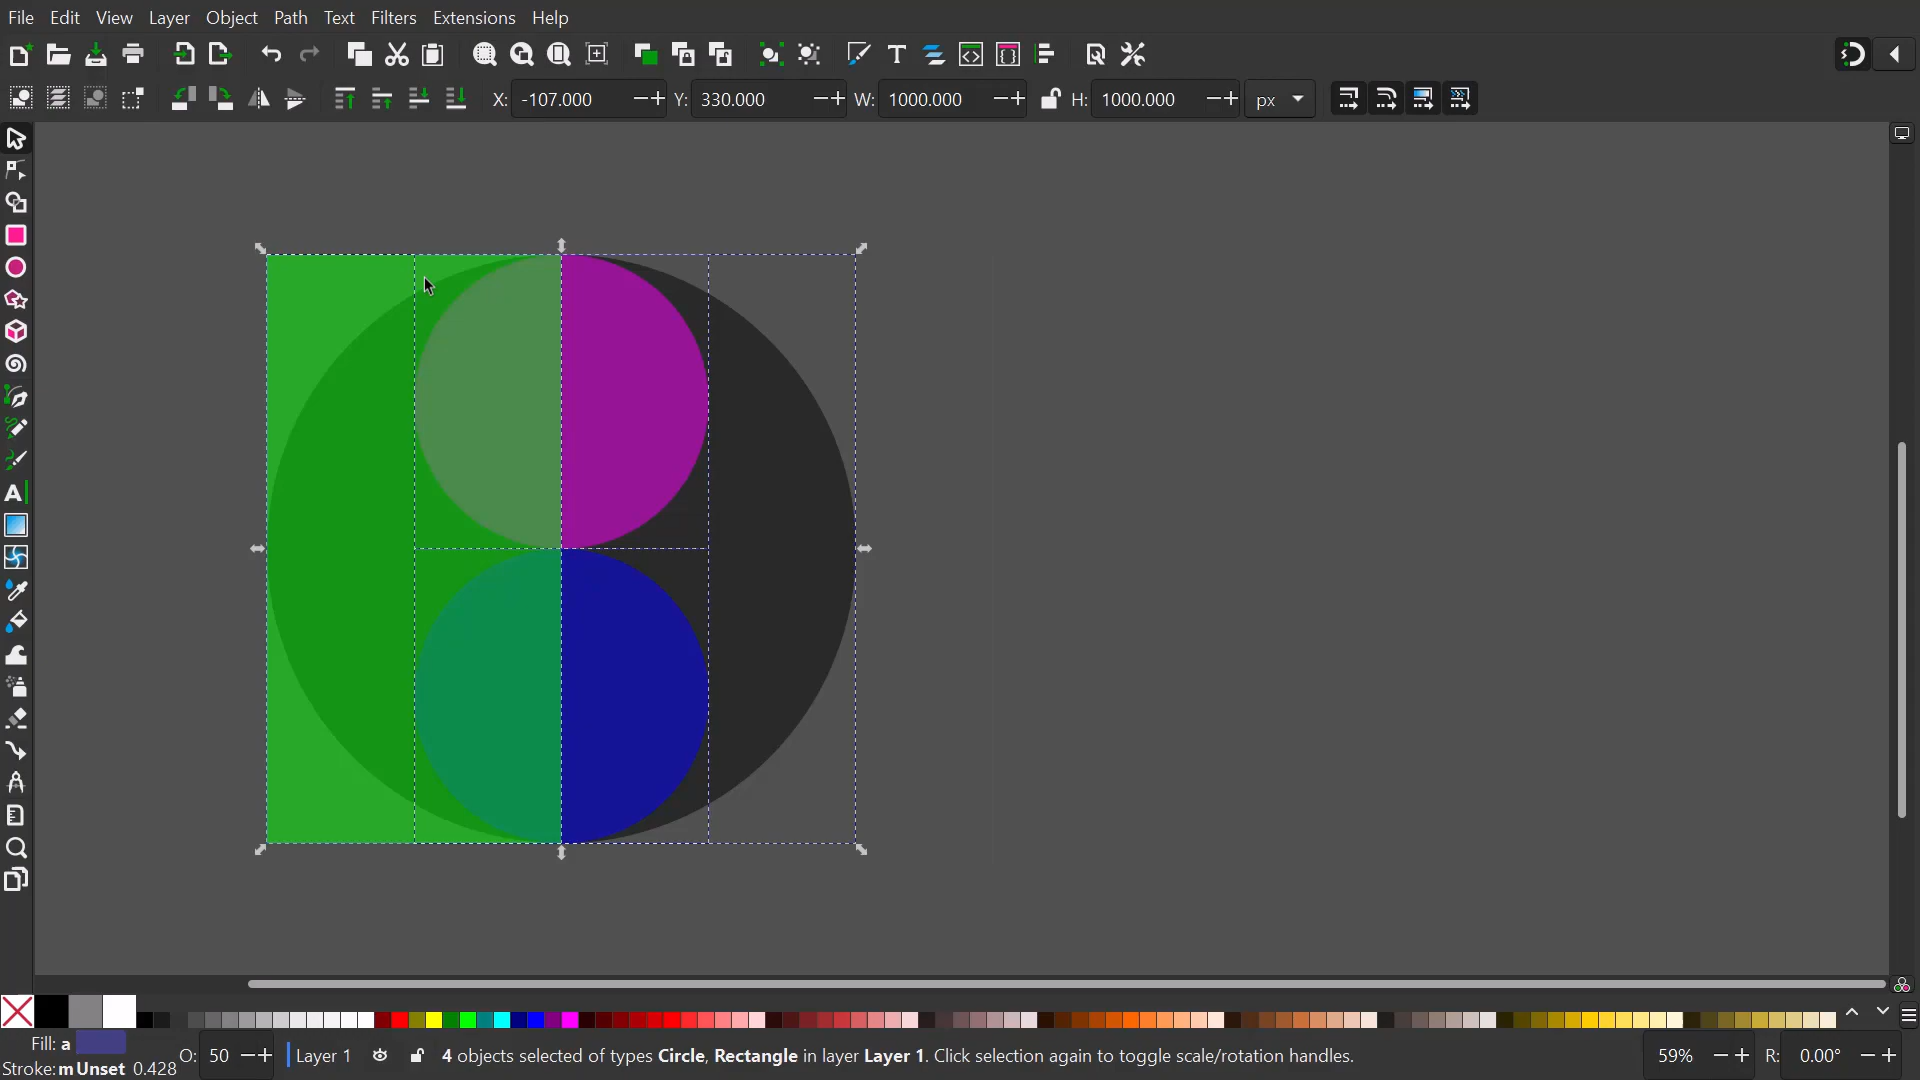 File Edit View Layer Object Path Text Filters Extensions Help
X: -107.000 Y: 330.000 W: 1000.000 H: 1000.000 px
Fill: a
Stroke: m Unset 0.428 O: 50 Layer 1 4 objects selected of types Circle, Rectangle in layer Layer 1. Click selection again to toggle scale/rotation handles. 59% R: 0.00°